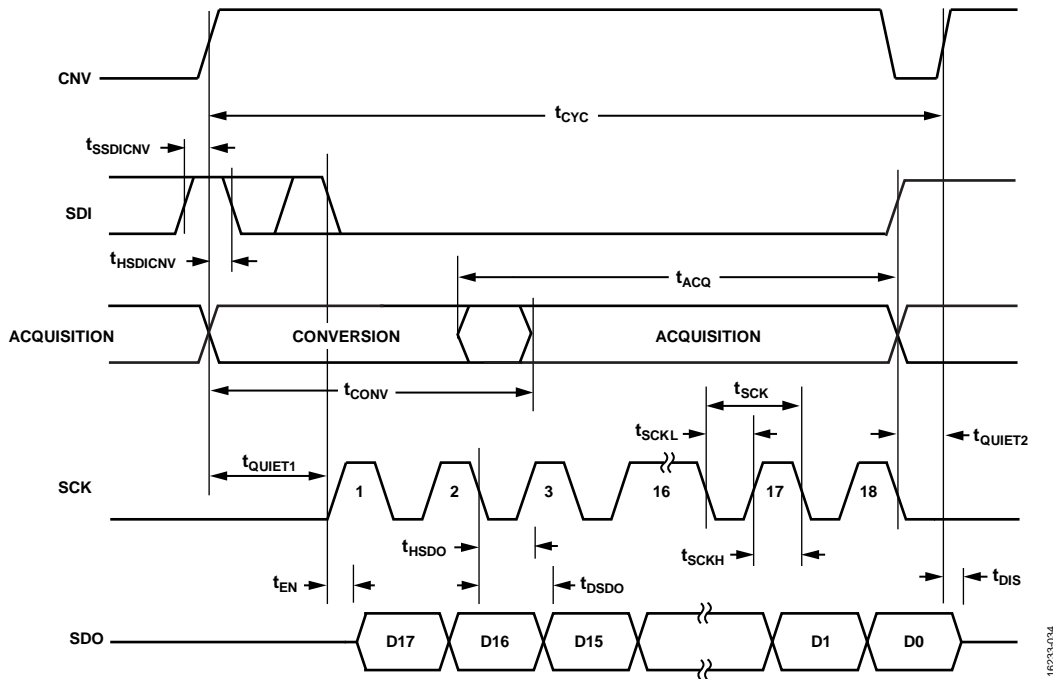 CNV
tCYC
tSSDICNV
SDI
tHSDICNV
tACQ
ACQUISITION
CONVERSION
ACQUISITION
tCONV
tSCK
tSCKL
tQUIET2
tQUIET1
SCK
1
2
3
16
17
18
tHSDO
tSCKH
tEN
tDSDO
tDIS
SDO
D17
D16
D15
D1
D0
16233-034